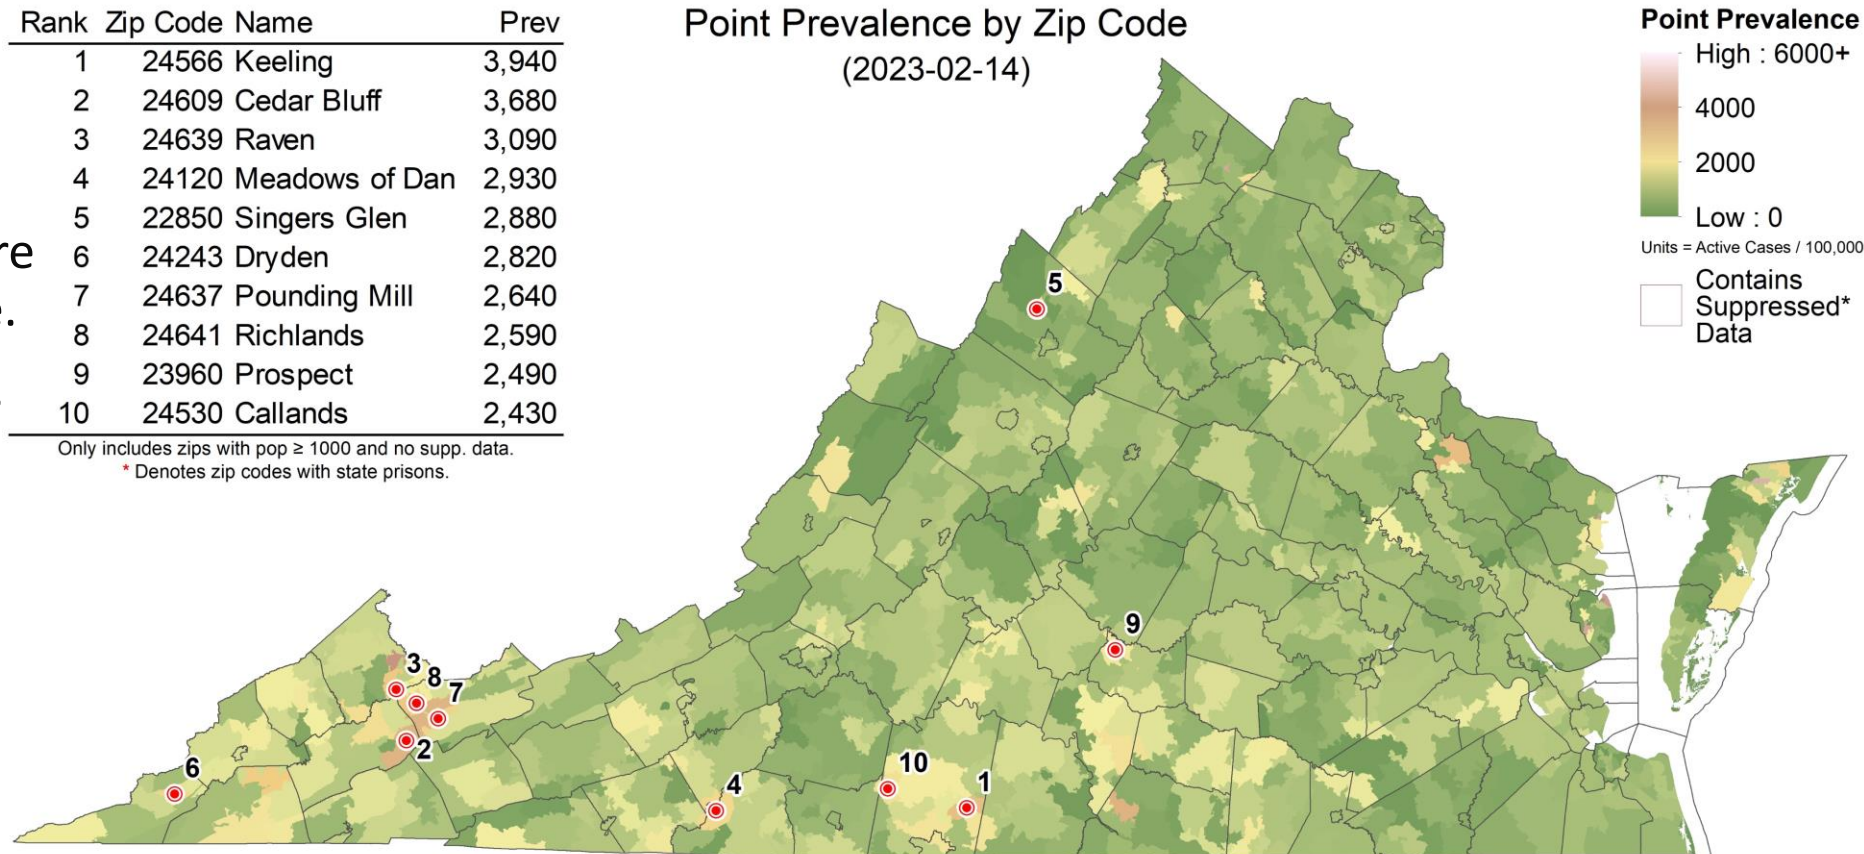 Rank Zip Code Name Prev
1 24566 Keeling 3,940
2 24609 Cedar Bluff 3,680
3 24639 Raven 3,090
4 24120 Meadows of Dan 2,930
5 22850 Singers Glen 2,880
6 24243 Dryden 2,820
7 24637 Pounding Mill 2,640
8 24641 Richlands 2,590
9 23960 Prospect 2,490
10 24530 Callands 2,430
Only includes zips with pop ≥ 1000 and no supp. data.
* Denotes zip codes with state prisons.
re
e.
Point Prevalence by Zip Code
(2023-02-14)
Point Prevalence
High : 6000+
4000
2000
Low : 0
Units = Active Cases / 100,000
Contains
Suppressed*
Data
5
9
3
8
7
2
6
4
10
1